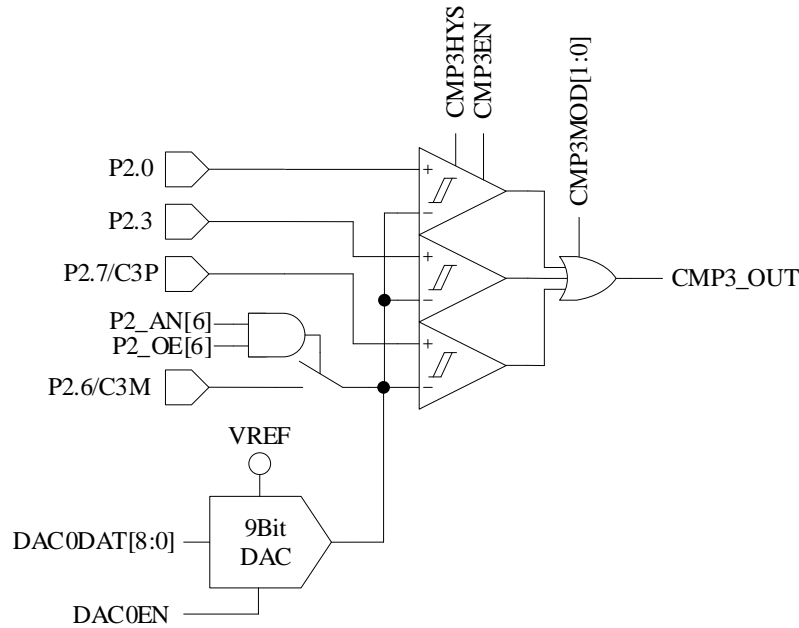 CMP3HYS
CMP3EN
CMP3MOD[1:0]
P2.0
+
−
P2.3
+
−
P2.7/C3P
CMP3_OUT
P2_AN[6]
P2_OE[6]
+
−
P2.6/C3M
VREF
DAC0DAT[8:0]
9Bit
DAC
DAC0EN